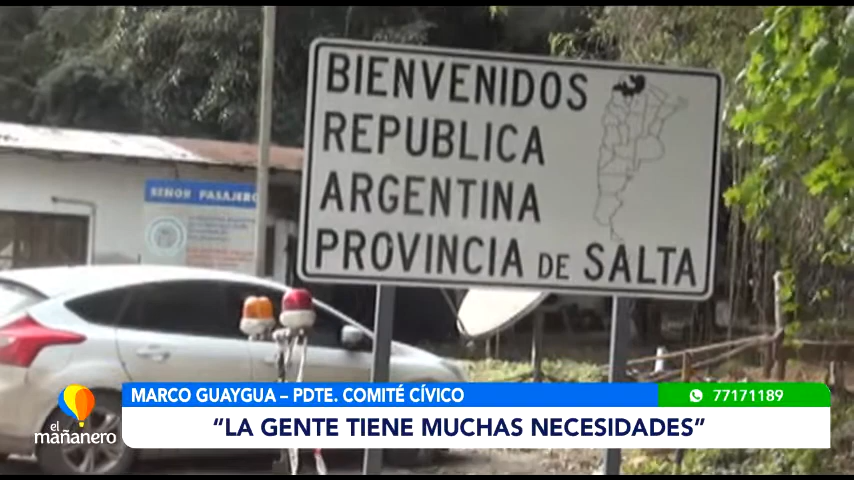 BIENVENIDOS
REPUBLICA
ARGENTINA
PROVINCIA DE SALTA
SEÑOR PASAJERO
MARCO GUAYGUA – PDTE. COMITÉ CÍVICO
77171189
el mañanero
“LA GENTE TIENE MUCHAS NECESIDADES”